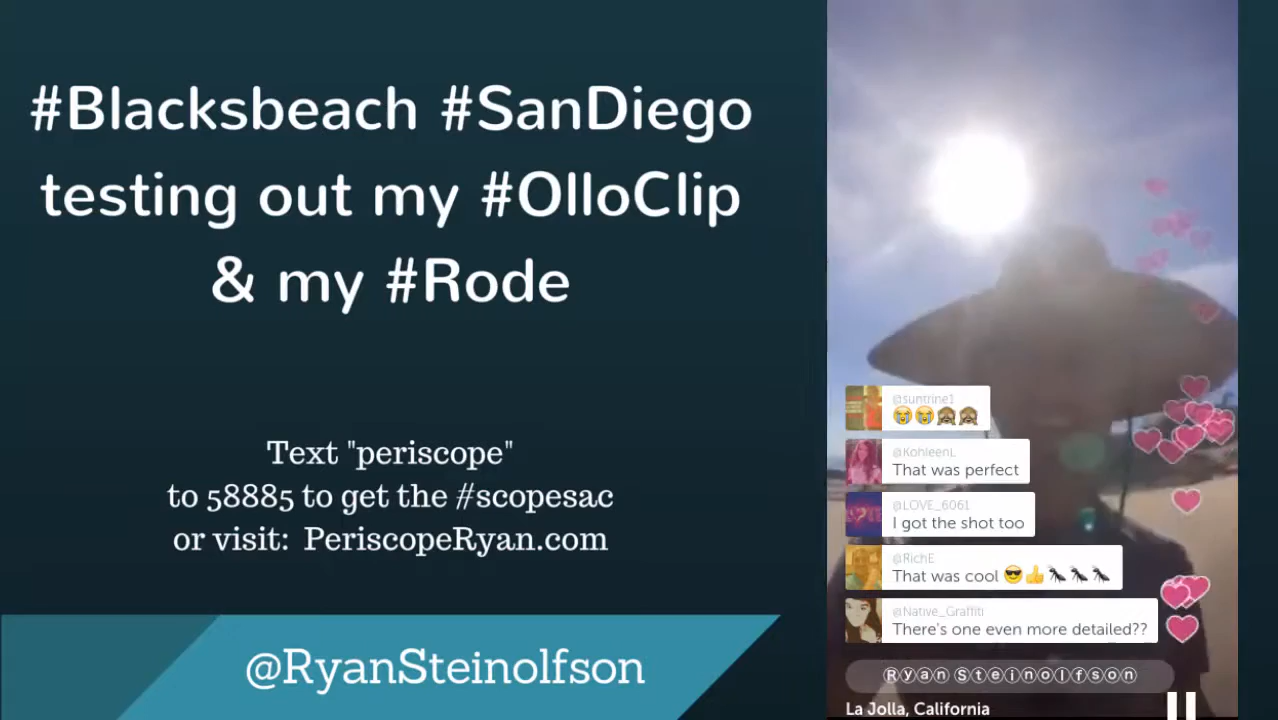 #Blacksbeach #SanDiego
testing out my #OlloClip
& my #Rode
Text "periscope"
to 58885 to get the #scopesac
or visit: PeriscopeRyan.com
@RyanSteinolfson
@suntrine1
😭😭🙈🙈
@KohleenL
That was perfect
@LOVE_6061
I got the shot too
@RichE
That was cool 😎👍🐜🐜🐜
@Native_Graffiti
There's one even more detailed??
Ⓡⓨⓐⓝ Ⓢⓣⓔⓘⓝⓞⓛⓕⓢⓞⓝ
La Jolla, California